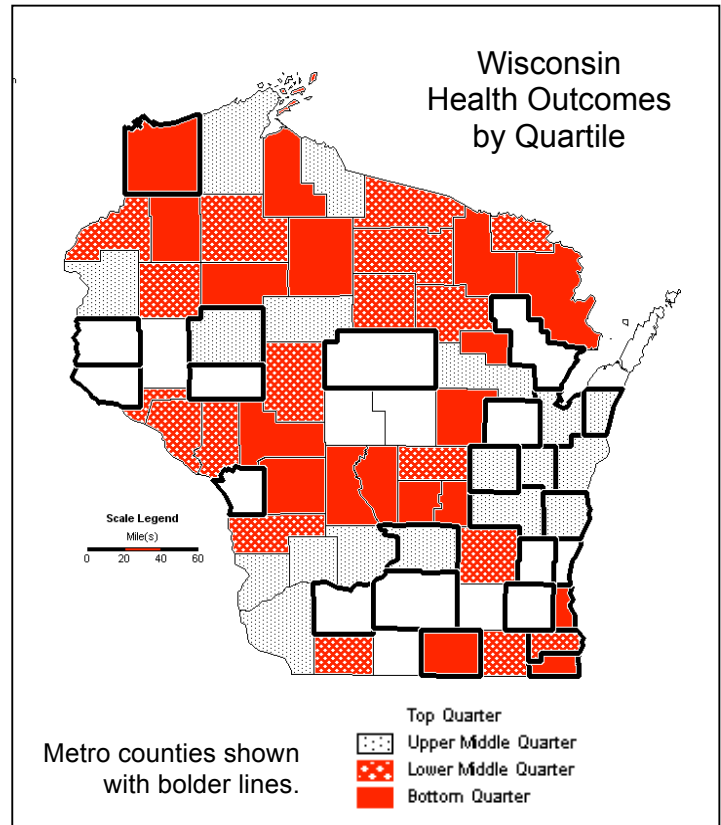 Wisconsin
Health Outcomes
by Quartile
Scale Legend
Mile(s)
0 20 40 60
Top Quarter
Upper Middle Quarter
Lower Middle Quarter
Bottom Quarter
Metro counties shown
with bolder lines.